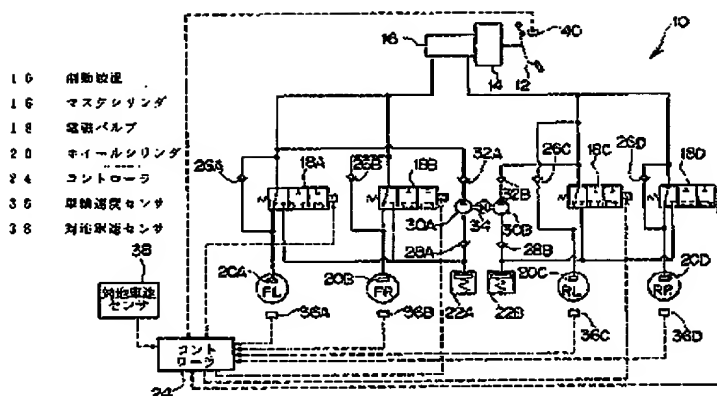 10 制動装置
16 マスタシリンダ
18 電磁バルブ
20 ホイールシリンダ
24 コントローラ
36 車輪速度センサ
38 対地車速センサ
40
16
10
14
12
32A
26A
18A
26B
18B
32B
26C
18C
26D
18D
30A
34
30B
28A
28B
38
対地車速
センサ
20A
FL
20B
FR
22A
22B
20C
RL
20D
RR
36A
36B
36C
36D
コント
ローラ
24